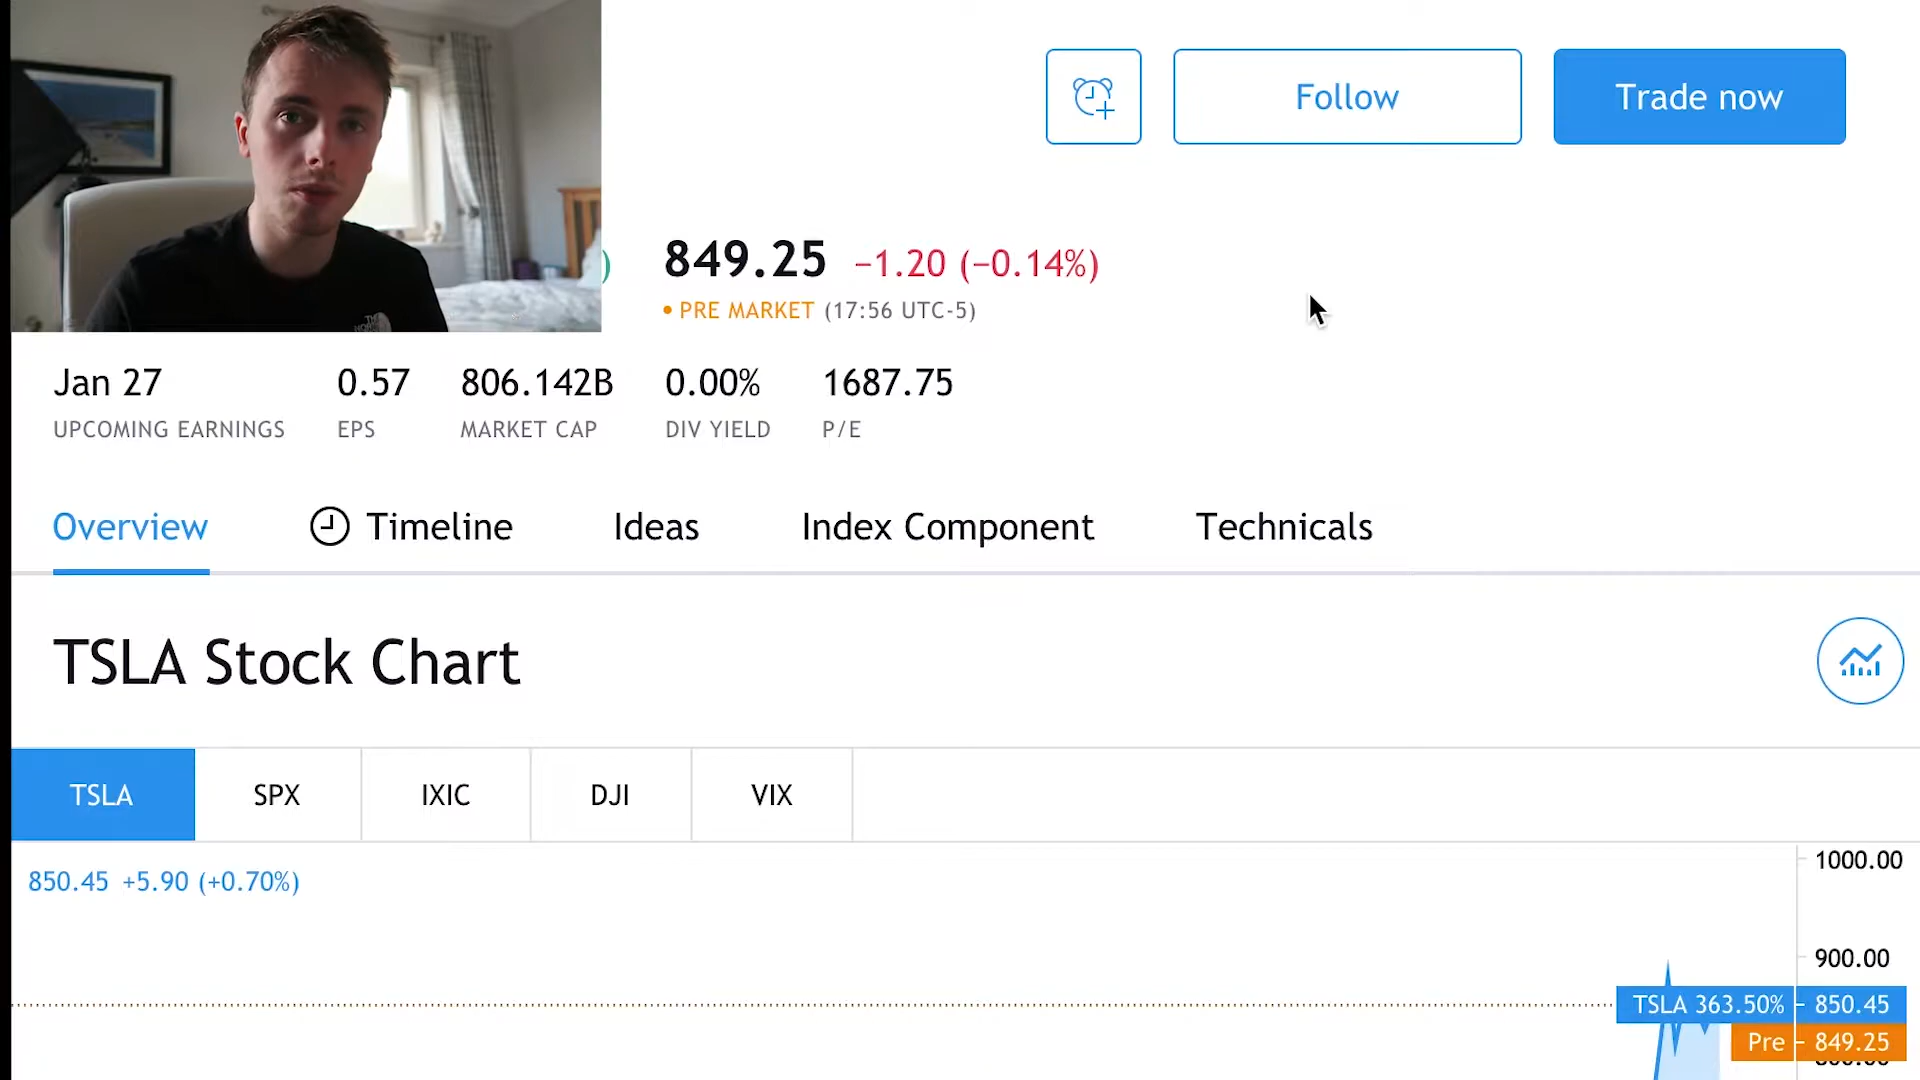 Follow
Trade now
) 849.25 −1.20 (−0.14%)
• PRE MARKET (17:56 UTC-5)
Jan 27 0.57 806.142B 0.00% 1687.75
UPCOMING EARNINGS EPS MARKET CAP DIV YIELD P/E
Overview Timeline Ideas Index Component Technicals
TSLA Stock Chart
TSLA SPX IXIC DJI VIX
850.45 +5.90 (+0.70%)
1000.00
900.00
TSLA 363.50% 850.45
Pre 849.25